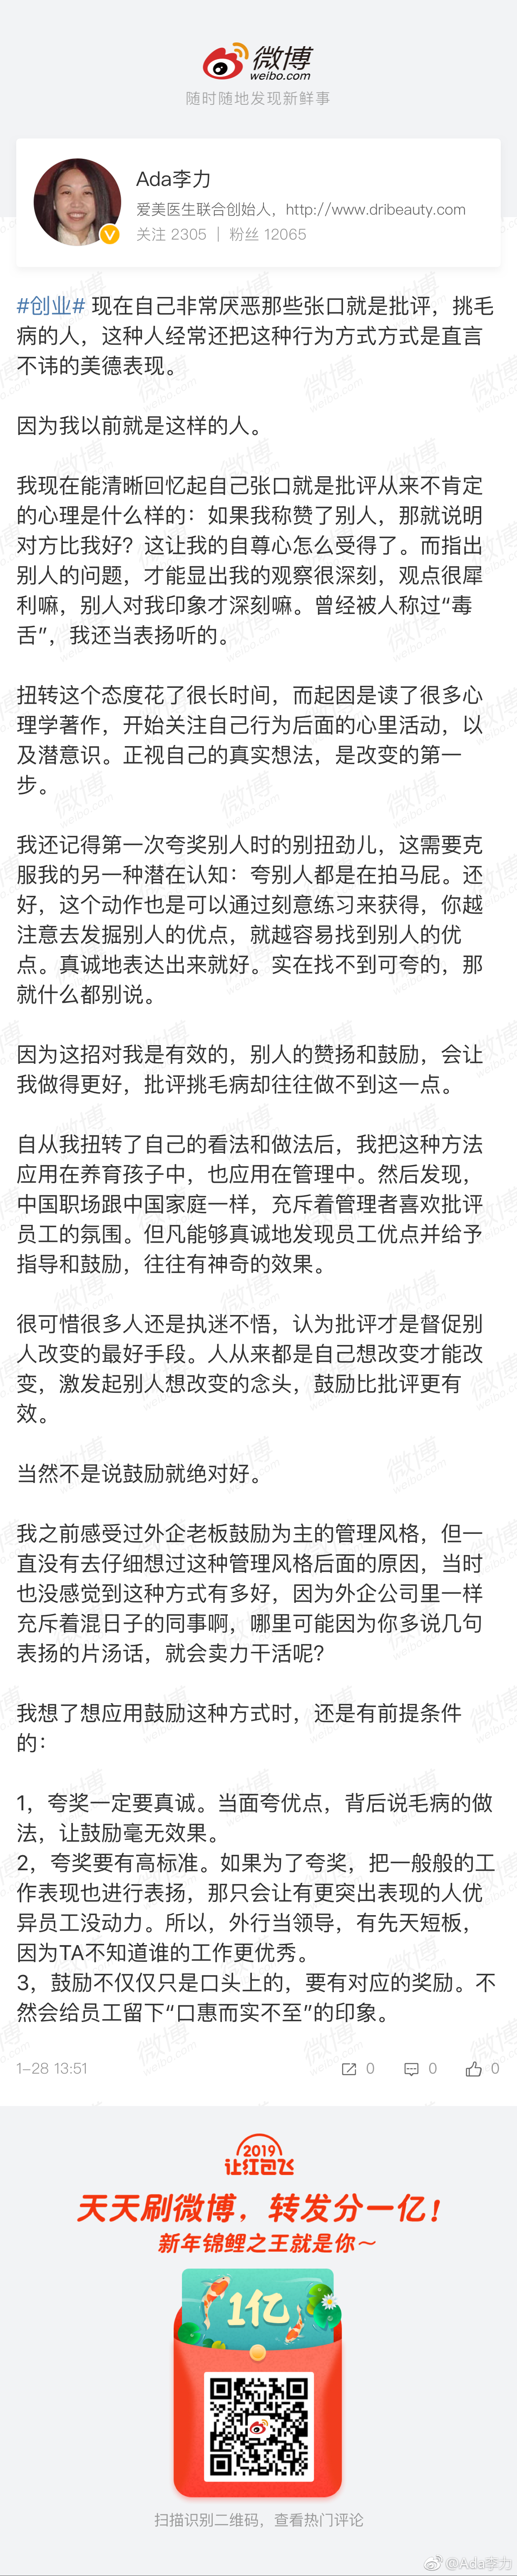 微博
weibo.com
随时随地发现新鲜事
Ada李力
爱美医生联合创始人，http://www.dribeauty.com
关注 2305 | 粉丝 12065
#创业# 现在自己非常厌恶那些张口就是批评，挑毛
病的人，这种人经常还把这种行为方式方式是直言
不讳的美德表现。
因为我以前就是这样的人。
我现在能清晰回忆起自己张口就是批评从来不肯定
的心理是什么样的：如果我称赞了别人，那就说明
对方比我好？这让我的自尊心怎么受得了。而指出
别人的问题，才能显出我的观察很深刻，观点很犀
利嘛，别人对我印象才深刻嘛。曾经被人称过“毒
舌”，我还当表扬听的。
扭转这个态度花了很长时间，而起因是读了很多心
理学著作，开始关注自己行为后面的心里活动，以
及潜意识。正视自己的真实想法，是改变的第一
步。
我还记得第一次夸奖别人时的别扭劲儿，这需要克
服我的另一种潜在认知：夸别人都是在拍马屁。还
好，这个动作也是可以通过刻意练习来获得，你越
注意去发掘别人的优点，就越容易找到别人的优
点。真诚地表达出来就好。实在找不到可夸的，那
就什么都别说。
因为这招对我是有效的，别人的赞扬和鼓励，会让
我做得更好，批评挑毛病却往往做不到这一点。
自从我扭转了自己的看法和做法后，我把这种方法
应用在养育孩子中，也应用在管理中。然后发现，
中国职场跟中国家庭一样，充斥着管理者喜欢批评
员工的氛围。但凡能够真诚地发现员工优点并给予
指导和鼓励，往往有神奇的效果。
很可惜很多人还是执迷不悟，认为批评才是督促别
人改变的最好手段。人从来都是自己想改变才能改
变，激发起别人想改变的念头，鼓励比批评更有
效。
当然不是说鼓励就绝对好。
我之前感受过外企老板鼓励为主的管理风格，但一
直没有去仔细想过这种管理风格后面的原因，当时
也没感觉到这种方式有多好，因为外企公司里一样
充斥着混日子的同事啊，哪里可能因为你多说几句
表扬的片汤话，就会卖力干活呢？
我想了想应用鼓励这种方式时，还是有前提条件
的：
1，夸奖一定要真诚。当面夸优点，背后说毛病的做
法，让鼓励毫无效果。
2，夸奖要有高标准。如果为了夸奖，把一般般的工
作表现也进行表扬，那只会让有更突出表现的人优
异员工没动力。所以，外行当领导，有先天短板，
因为TA不知道谁的工作更优秀。
3，鼓励不仅仅只是口头上的，要有对应的奖励。不
然会给员工留下“口惠而实不至”的印象。
1-28 13:51 0 0 0
2019
让红包飞
天天刷微博，转发分一亿！
新年锦鲤之王就是你～
1亿
扫描识别二维码，查看热门评论
@Ada李力